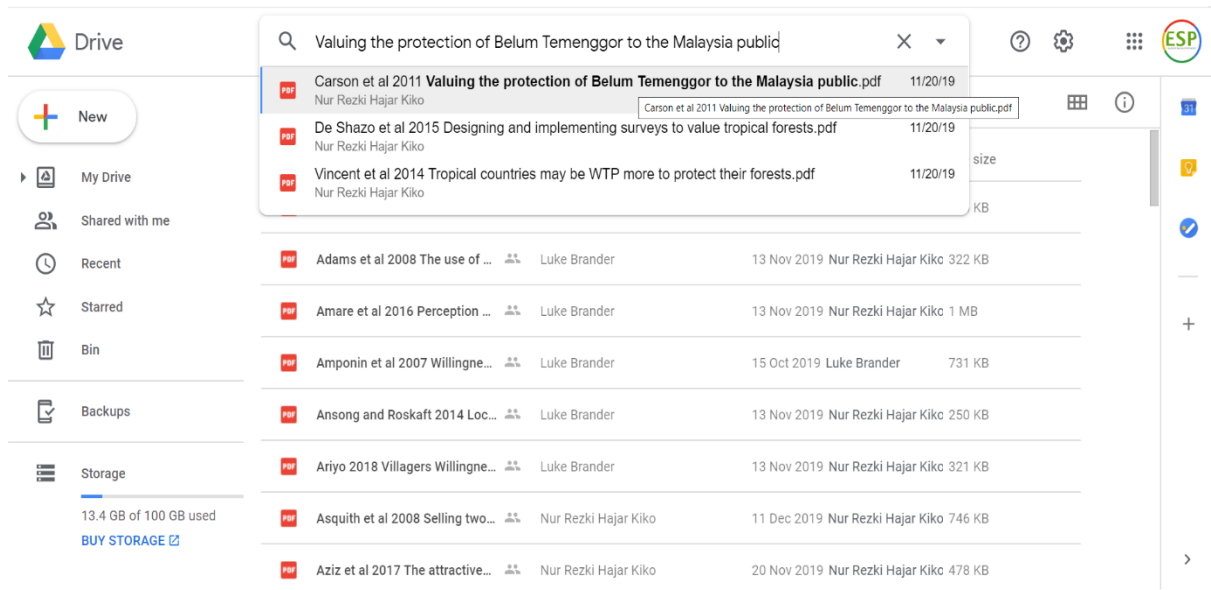 Drive
Valuing the protection of Belum Temenggor to the Malaysia public
ESP
PDF Carson et al 2011 Valuing the protection of Belum Temenggor to the Malaysia public.pdf 11/20/19
Nur Rezki Hajar Kiko
Carson et al 2011 Valuing the protection of Belum Temenggor to the Malaysia public.pdf
PDF De Shazo et al 2015 Designing and implementing surveys to value tropical forests.pdf 11/20/19
Nur Rezki Hajar Kiko
PDF Vincent et al 2014 Tropical countries may be WTP more to protect their forests.pdf 11/20/19
Nur Rezki Hajar Kiko
size
KB
New
My Drive
Shared with me
Recent
Starred
Bin
Backups
Storage
13.4 GB of 100 GB used
BUY STORAGE
PDF Adams et al 2008 The use of ... Luke Brander 13 Nov 2019 Nur Rezki Hajar Kiko 322 KB
PDF Amare et al 2016 Perception ... Luke Brander 13 Nov 2019 Nur Rezki Hajar Kiko 1 MB
PDF Amponin et al 2007 Willingne... Luke Brander 15 Oct 2019 Luke Brander 731 KB
PDF Ansong and Roskaft 2014 Loc... Luke Brander 13 Nov 2019 Nur Rezki Hajar Kiko 250 KB
PDF Ariyo 2018 Villagers Willingne... Luke Brander 13 Nov 2019 Nur Rezki Hajar Kiko 321 KB
PDF Asquith et al 2008 Selling two... Nur Rezki Hajar Kiko 11 Dec 2019 Nur Rezki Hajar Kiko 746 KB
PDF Aziz et al 2017 The attractive... Nur Rezki Hajar Kiko 20 Nov 2019 Nur Rezki Hajar Kiko 478 KB
31